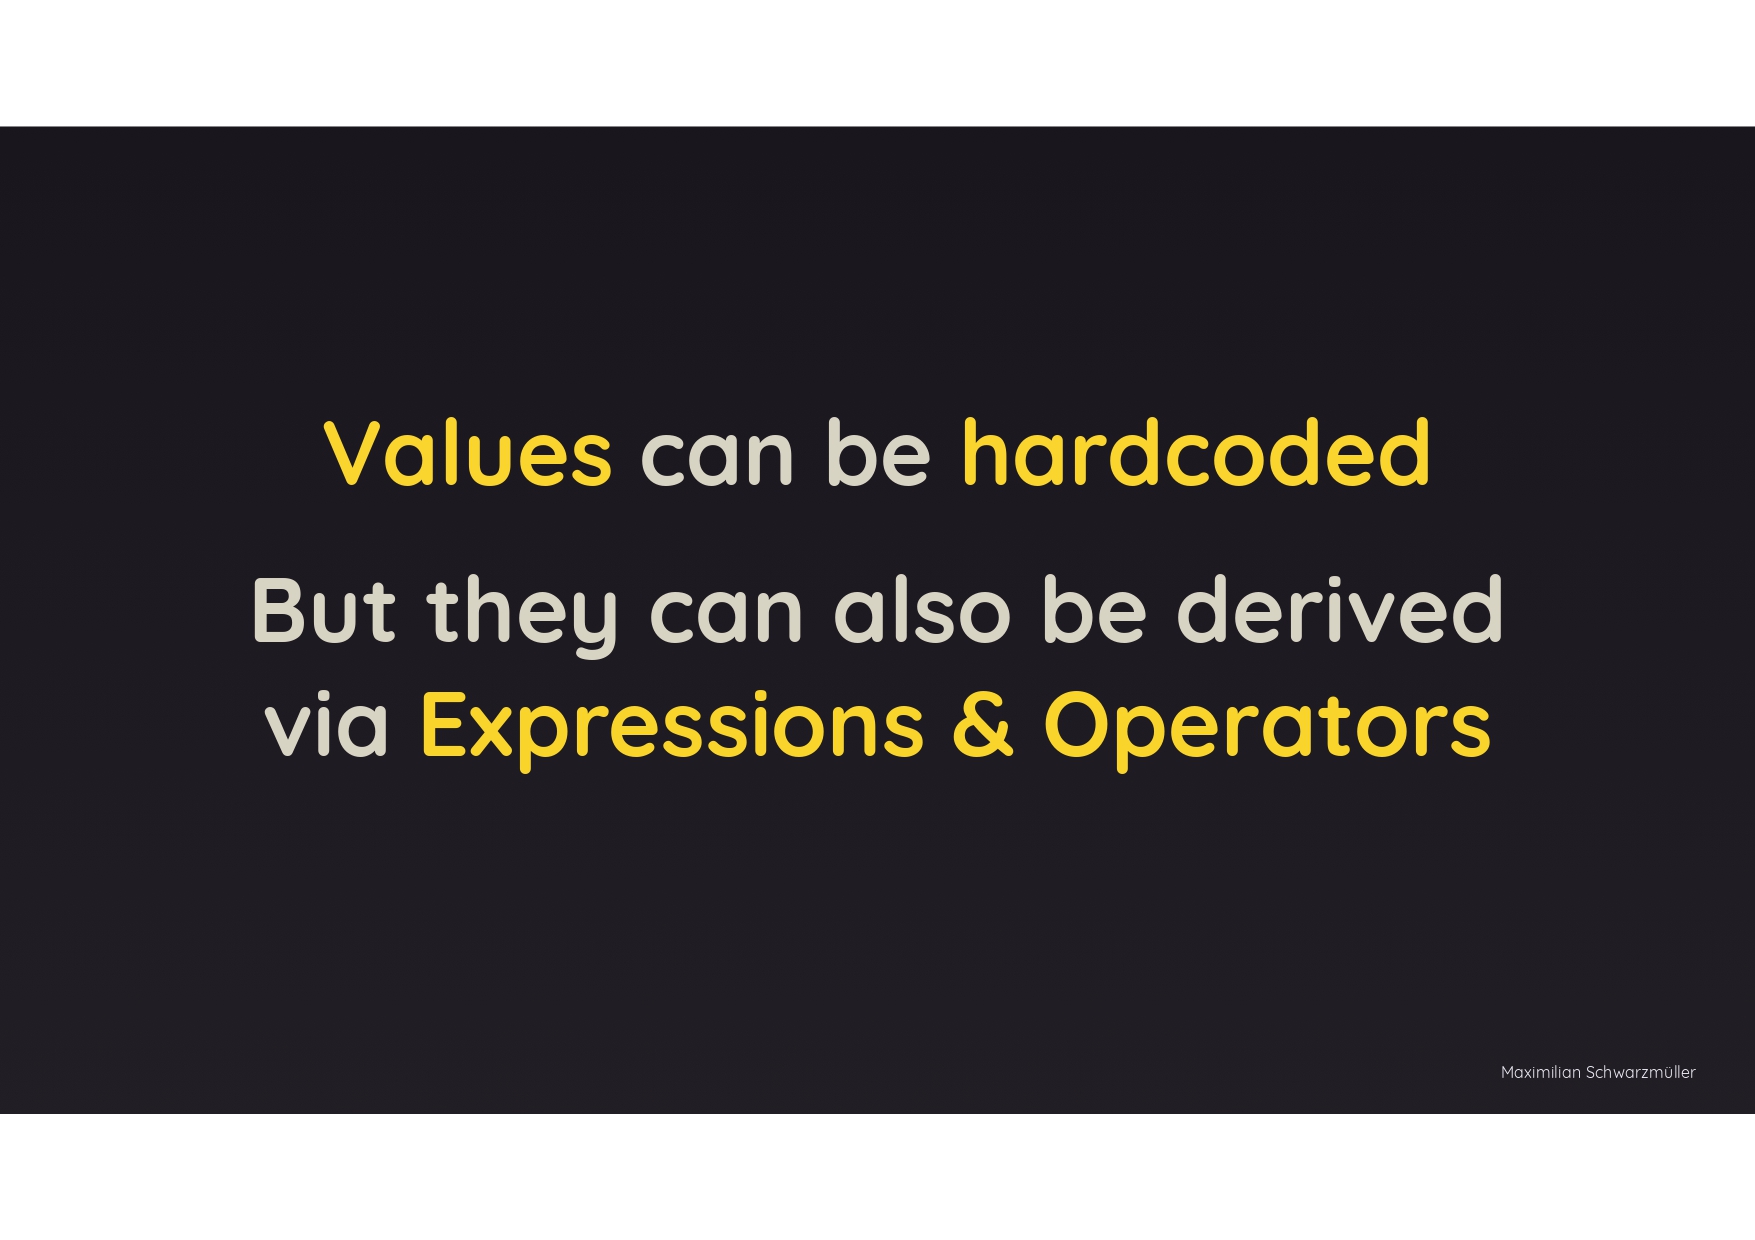 Values can be hardcoded
But they can also be derived
via Expressions & Operators
Maximilian Schwarzmüller